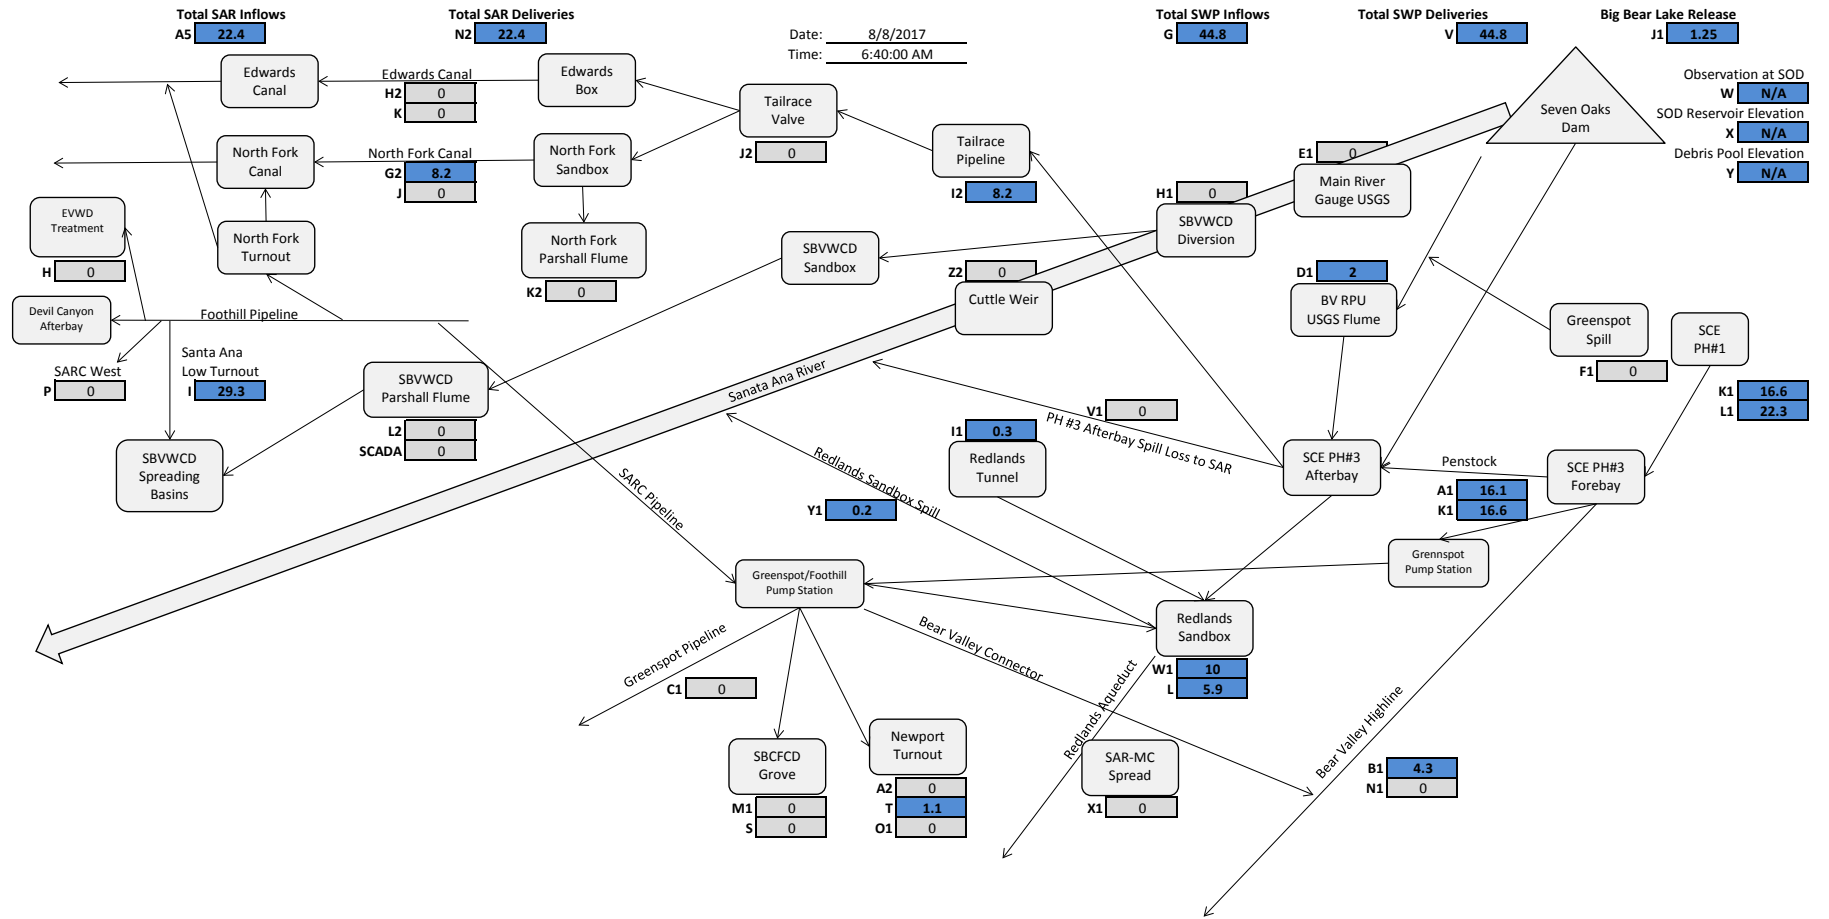 Total SAR Inflows
A5 22.4
Total SAR Deliveries
N2 22.4
Date: 8/8/2017
Time: 6:40:00 AM
Total SWP Inflows
G 44.8
Total SWP Deliveries
V 44.8
Big Bear Lake Release
J1 1.25
Edwards
Canal
Edwards Canal
H2 0
K 0
Edwards
Box
Tailrace
Valve
J2 0
Tailrace
Pipeline
I2 8.2
Seven Oaks
Dam
Observation at SOD
W N/A
SOD Reservoir Elevation
X N/A
Debris Pool Elevation
Y N/A
North Fork
Canal
North Fork Canal
G2 8.2
J 0
North Fork
Sandbox
E1 0
Main River
Gauge USGS
H1 0
SBVWCD
Diversion
EVWD
Treatment
H 0
North Fork
Turnout
North Fork
Parshall Flume
K2 0
SBVWCD
Sandbox
Z2 0
Cuttle Weir
D1 2
BV RPU
USGS Flume
Greenspot
Spill
F1 0
SCE
PH#1
K1 16.6
L1 22.3
Devil Canyon
Afterbay
Foothill Pipeline
SARC West
P 0
Santa Ana
Low Turnout
I 29.3
SBVWCD
Parshall Flume
L2 0
SCADA 0
Sanata Ana River
V1 0
PH #3 Afterbay Spill Loss to SAR
I1 0.3
Redlands
Tunnel
SCE PH#3
Afterbay
Penstock
A1 16.1
K1 16.6
SCE PH#3
Forebay
SBVWCD
Spreading
Basins
SARC Pipeline
Redlands Sandbox Spill
Y1 0.2
Greenspot/Foothill
Pump Station
Grennspot
Pump Station
Redlands
Sandbox
W1 10
L 5.9
Greenspot Pipeline
C1 0
Bear Valley Connector
Redlands Aqueduct
Bear Valley Highline
SBCFCD
Grove
M1 0
S 0
Newport
Turnout
A2 0
T 1.1
O1 0
SAR-MC
Spread
X1 0
B1 4.3
N1 0